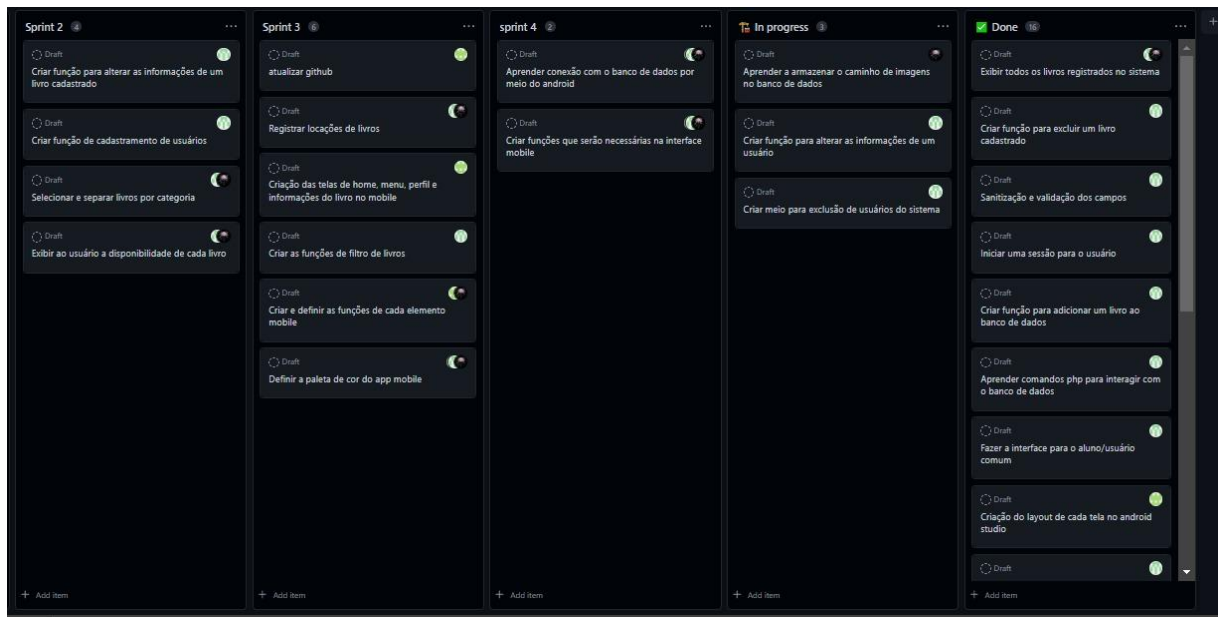 Sprint 2 4 ...
Draft
Criar função para alterar as informações de um
livro cadastrado
Draft
Criar função de cadastramento de usuários
Draft
Selecionar e separar livros por categoria
Draft
Exibir ao usuário a disponibilidade de cada livro
+ Add item
Sprint 3 6 ...
Draft
atualizar github
Draft
Registrar locações de livros
Draft
Criação das telas de home, menu, perfil e
informações do livro no mobile
Draft
Criar as funções de filtro de livros
Draft
Criar e definir as funções de cada elemento
mobile
Draft
Definir a paleta de cor do app mobile
+ Add item
sprint 4 2 ...
Draft
Aprender conexão com o banco de dados por
meio do android
Draft
Criar funções que serão necessárias na interface
mobile
+ Add item
In progress 3 ...
Draft
Aprender a armazenar o caminho de imagens
no banco de dados
Draft
Criar função para alterar as informações de um
usuário
Draft
Criar meio para exclusão de usuários do sistema
+ Add item
Done 16 ...
Draft
Exibir todos os livros registrados no sistema
Draft
Criar função para excluir um livro
cadastrado
Draft
Sanitização e validação dos campos
Draft
Iniciar uma sessão para o usuário
Draft
Criar função para adicionar um livro ao
banco de dados
Draft
Aprender comandos php para interagir com
o banco de dados
Draft
Fazer a interface para o aluno/usuário
comum
Draft
Criação do layout de cada tela no android
studio
Draft
+ Add item
+